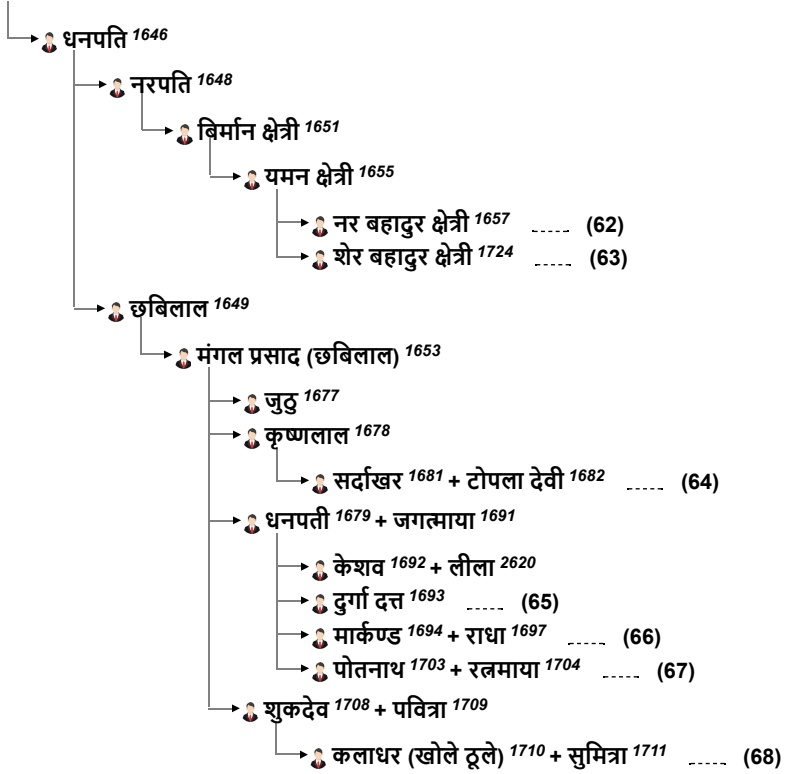 धनपति 1646
नरपति 1648
बिर्मान क्षेत्री 1651
यमन क्षेत्री 1655
नर बहादुर क्षेत्री 1657 ...... (62)
शेर बहादुर क्षेत्री 1724 ...... (63)
छबिलाल 1649
मंगल प्रसाद (छबिलाल) 1653
जुठु 1677
कृष्णलाल 1678
सर्दाखर 1681 + टोपला देवी 1682 ...... (64)
धनपती 1679 + जगत्माया 1691
केशव 1692 + लीला 2620
दुर्गा दत्त 1693 ...... (65)
मार्कण्ड 1694 + राधा 1697 ...... (66)
पोतनाथ 1703 + रत्नमाया 1704 ...... (67)
शुकदेव 1708 + पवित्रा 1709
कलाधर (खोले ठूले) 1710 + सुमित्रा 1711 ...... (68)